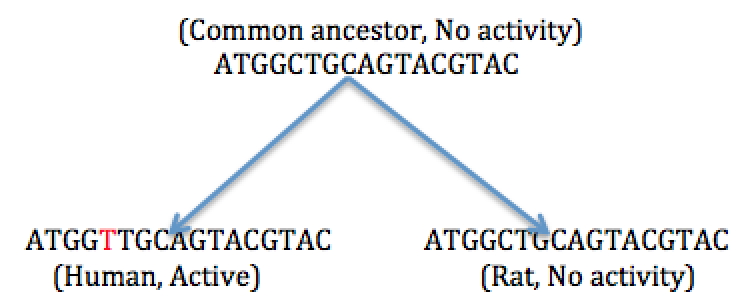 (Common ancestor, No activity)
ATGGCTGCAGTACGTAC
ATGGTTGCAGTACGTAC
(Human, Active)
ATGGCTGCAGTACGTAC
(Rat, No activity)